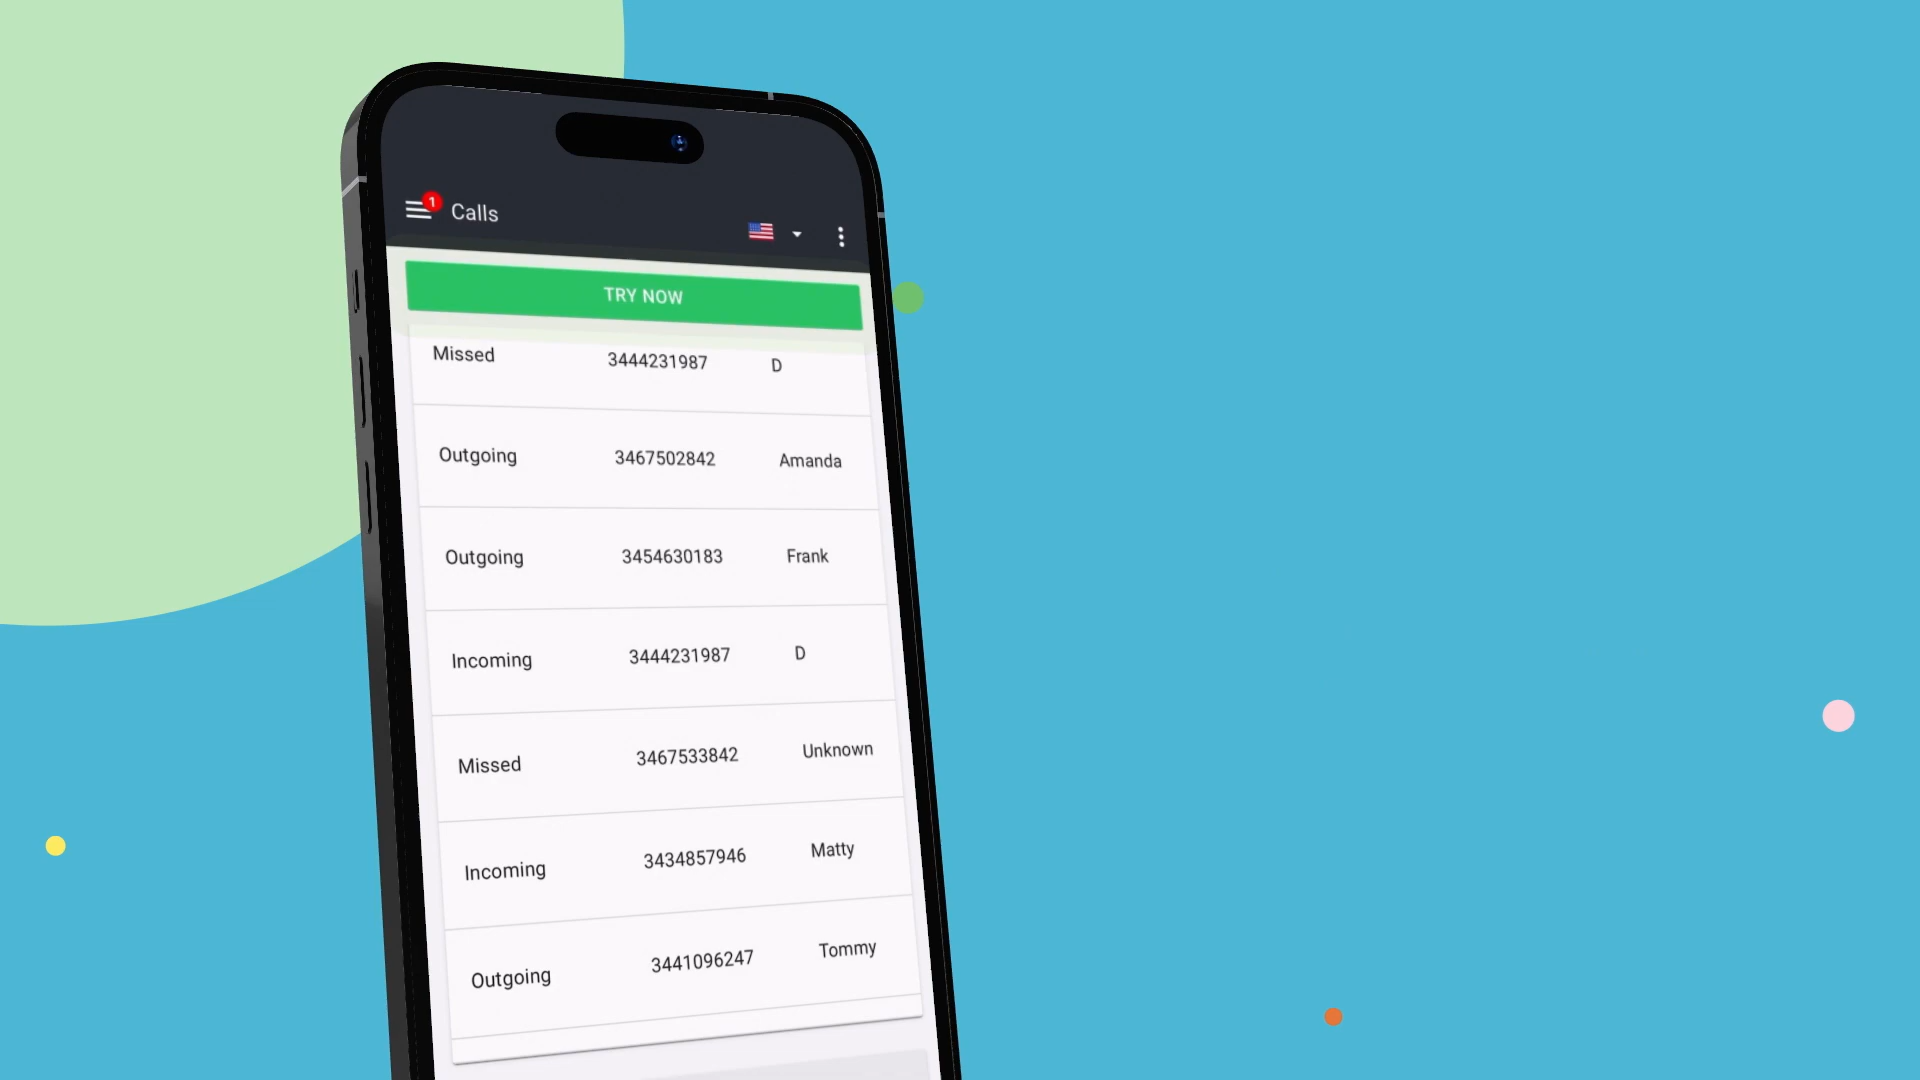 1
Calls
TRY NOW
Missed 3444231987 D
Outgoing 3467502842 Amanda
Outgoing 3454630183 Frank
Incoming 3444231987 D
Missed 3467533842 Unknown
Incoming 3434857946 Matty
Outgoing 3441096247 Tommy